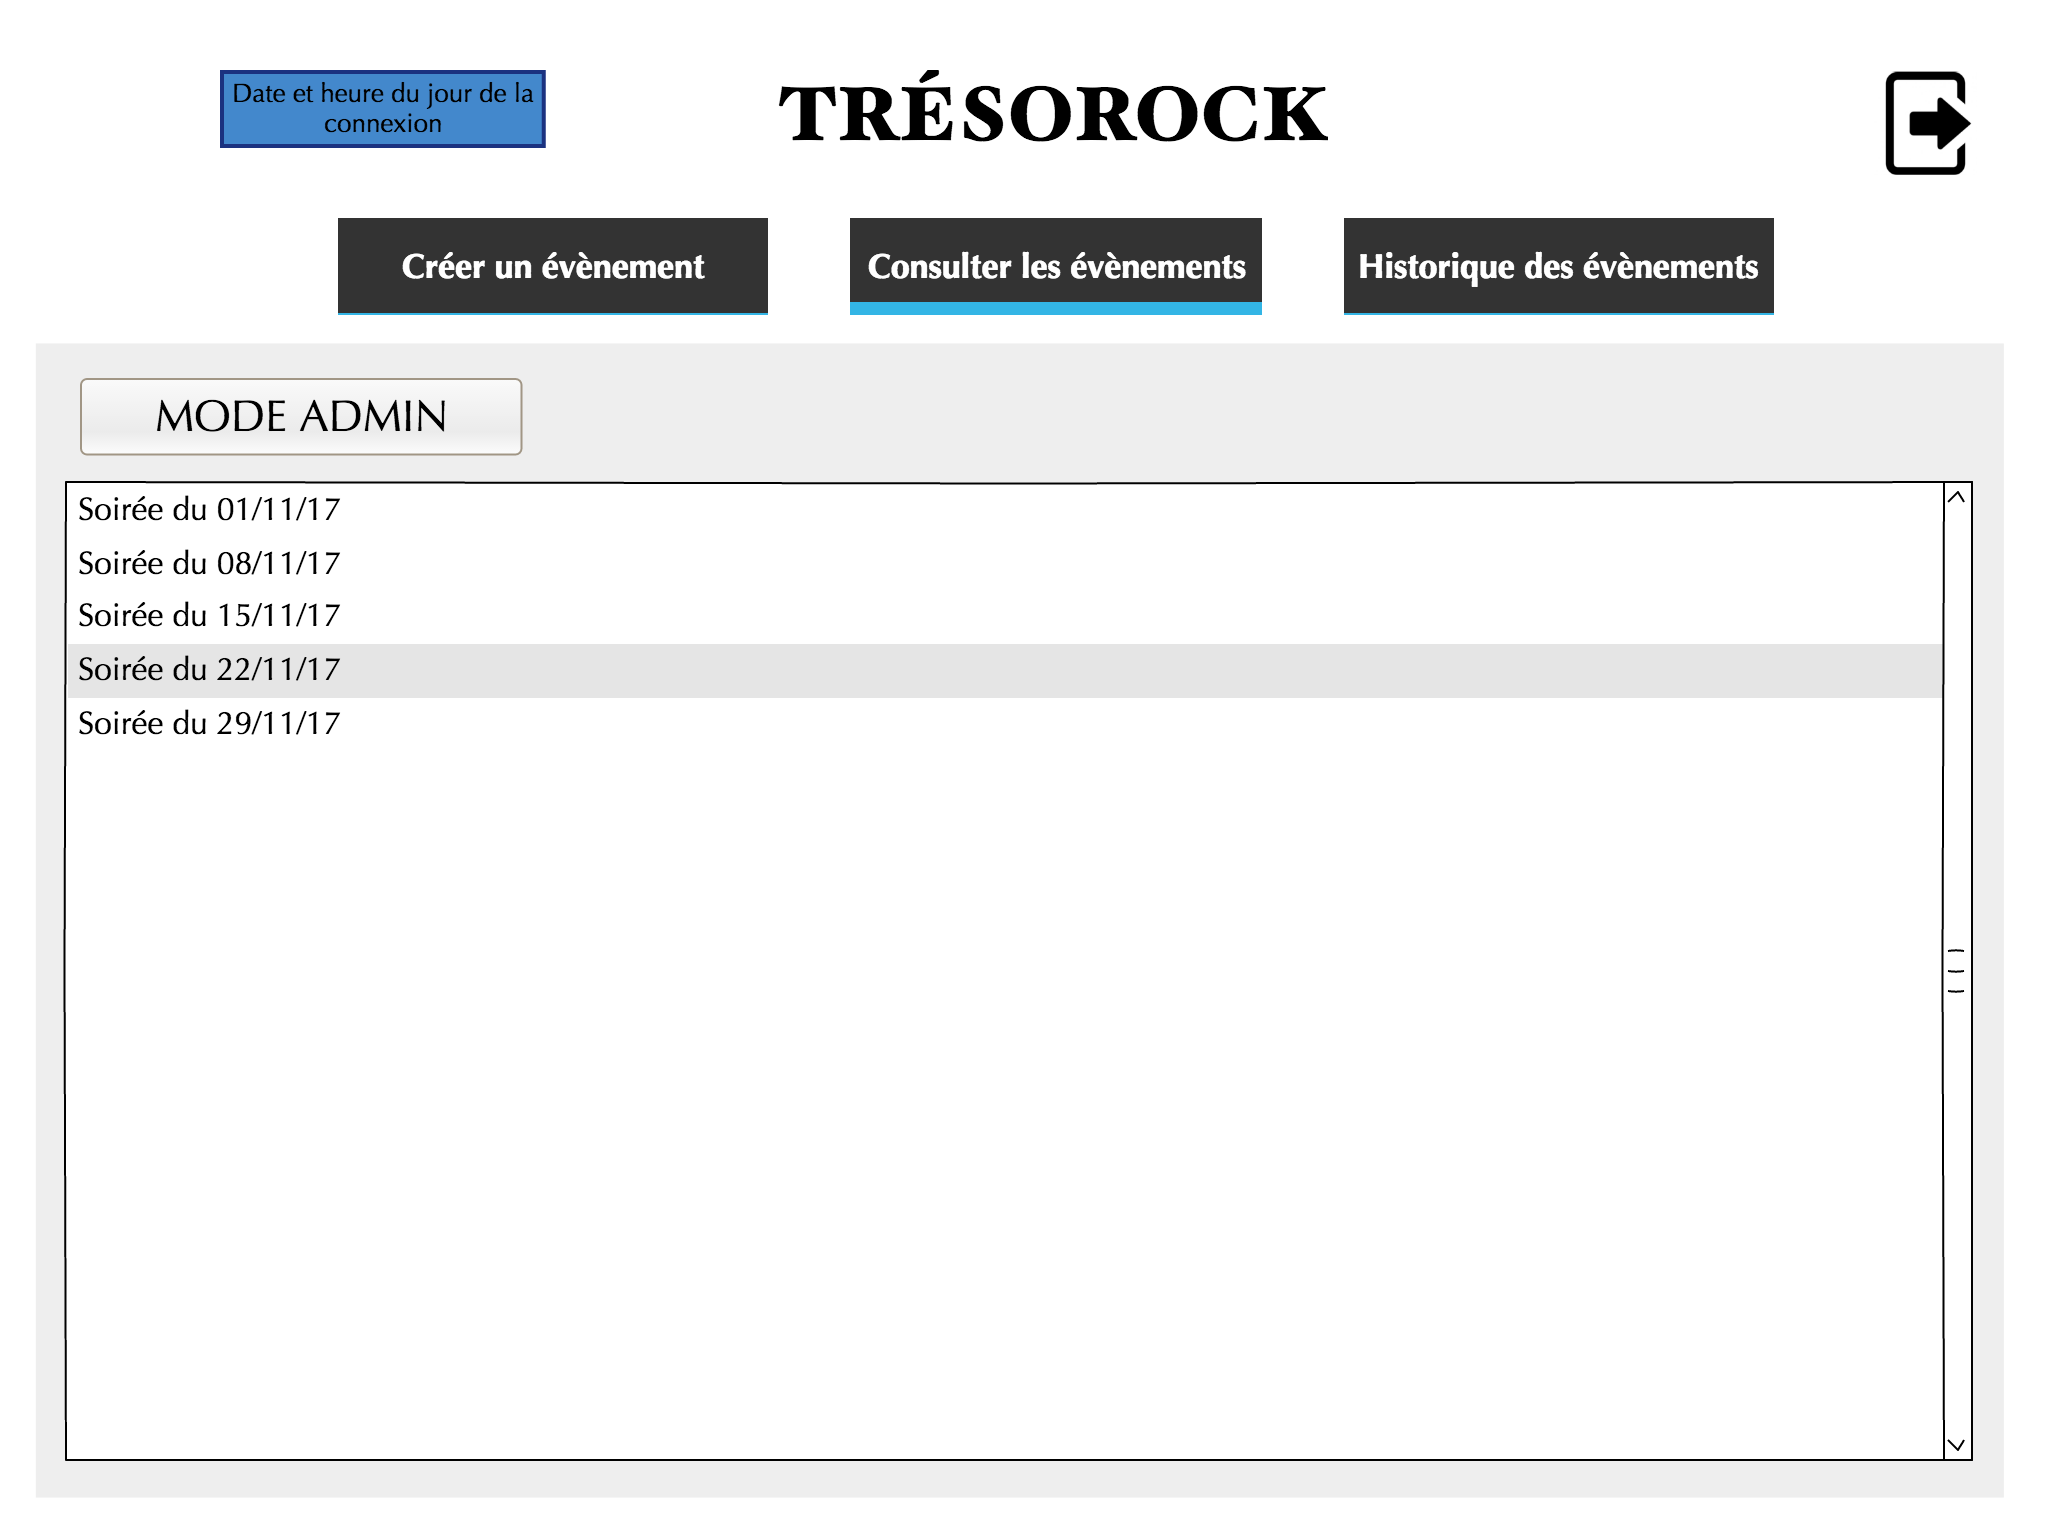 Date et heure du jour de la
connexion
TRÉSOROCK
Créer un évènement
Consulter les évènements
Historique des évènements
MODE ADMIN
Soirée du 01/11/17
Soirée du 08/11/17
Soirée du 15/11/17
Soirée du 22/11/17
Soirée du 29/11/17